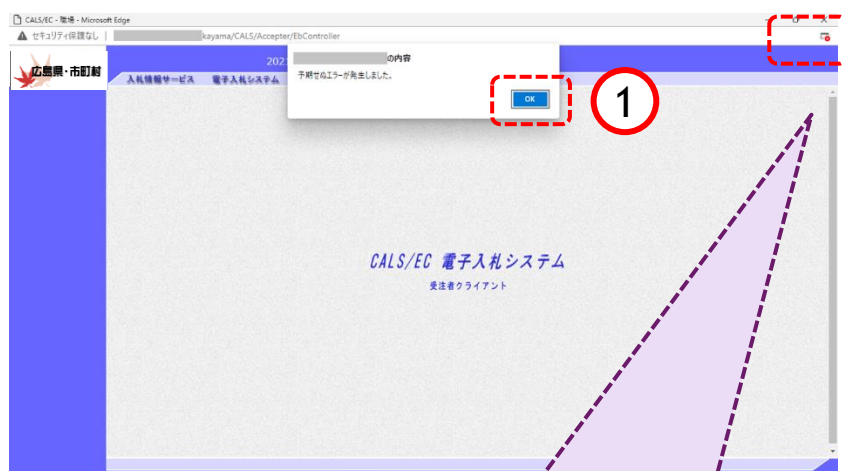 CALS/EC - 職場 - Microsoft Edge
セキュリティ保護なし
kayama/CALS/Accepter/EbController
広島県・市町村
202
の内容
予期せぬエラーが発生しました。
OK
1
入札情報サービス 電子入札システム
CALS/EC 電子入札システム
受注者クライアント